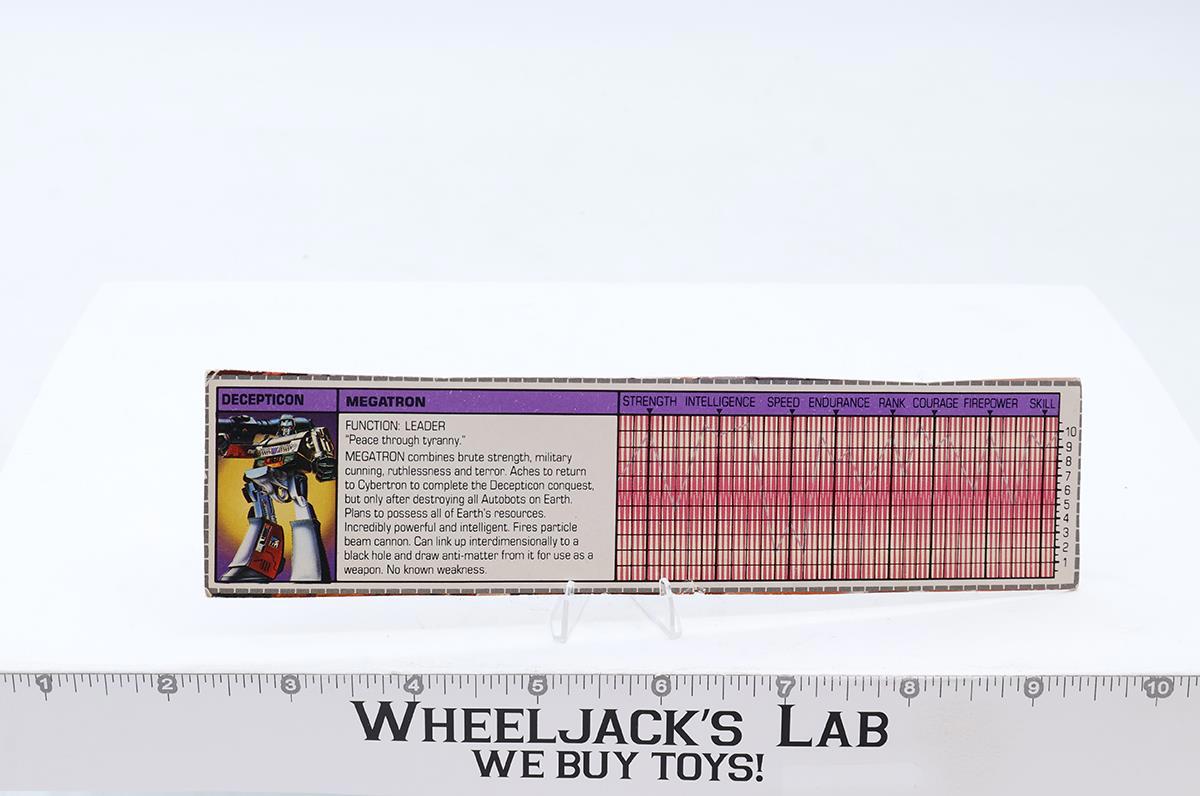 DECEPTICON
MEGATRON
FUNCTION: LEADER
"Peace through tyranny."
MEGATRON combines brute strength, military
cunning, ruthlessness and terror. Aches to return
to Cybertron to complete the Decepticon conquest,
but only after destroying all Autobots on Earth.
Plans to possess all of Earth's resources.
Incredibly powerful and intelligent. Fires particle
beam cannon. Can link up interdimensionally to a
black hole and draw anti-matter from it for use as a
weapon. No known weakness.
STRENGTH INTELLIGENCE SPEED ENDURANCE RANK COURAGE FIREPOWER SKILL
10
9
8
7
6
5
4
3
2
1
1 2 3 4 5 6 7 8 9 10
WHEELJACK'S LAB
WE BUY TOYS!